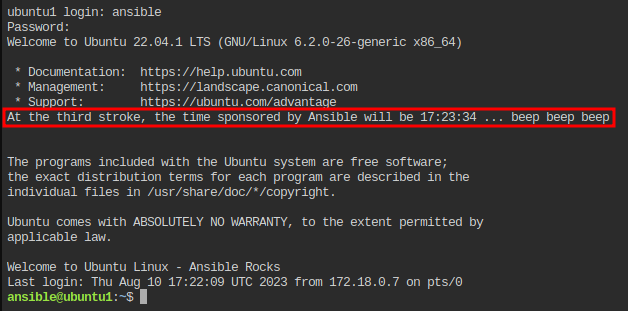 ubuntu1 login: ansible
Password:
Welcome to Ubuntu 22.04.1 LTS (GNU/Linux 6.2.0-26-generic x86_64)
* Documentation:  https://help.ubuntu.com
* Management:     https://landscape.canonical.com
* Support:        https://ubuntu.com/advantage
At the third stroke, the time sponsored by Ansible will be 17:23:34 ... beep beep beep
The programs included with the Ubuntu system are free software;
the exact distribution terms for each program are described in the
individual files in /usr/share/doc/*/copyright.
Ubuntu comes with ABSOLUTELY NO WARRANTY, to the extent permitted by
applicable law.
Welcome to Ubuntu Linux - Ansible Rocks
Last login: Thu Aug 10 17:22:09 UTC 2023 from 172.18.0.7 on pts/0
ansible@ubuntu1:~$